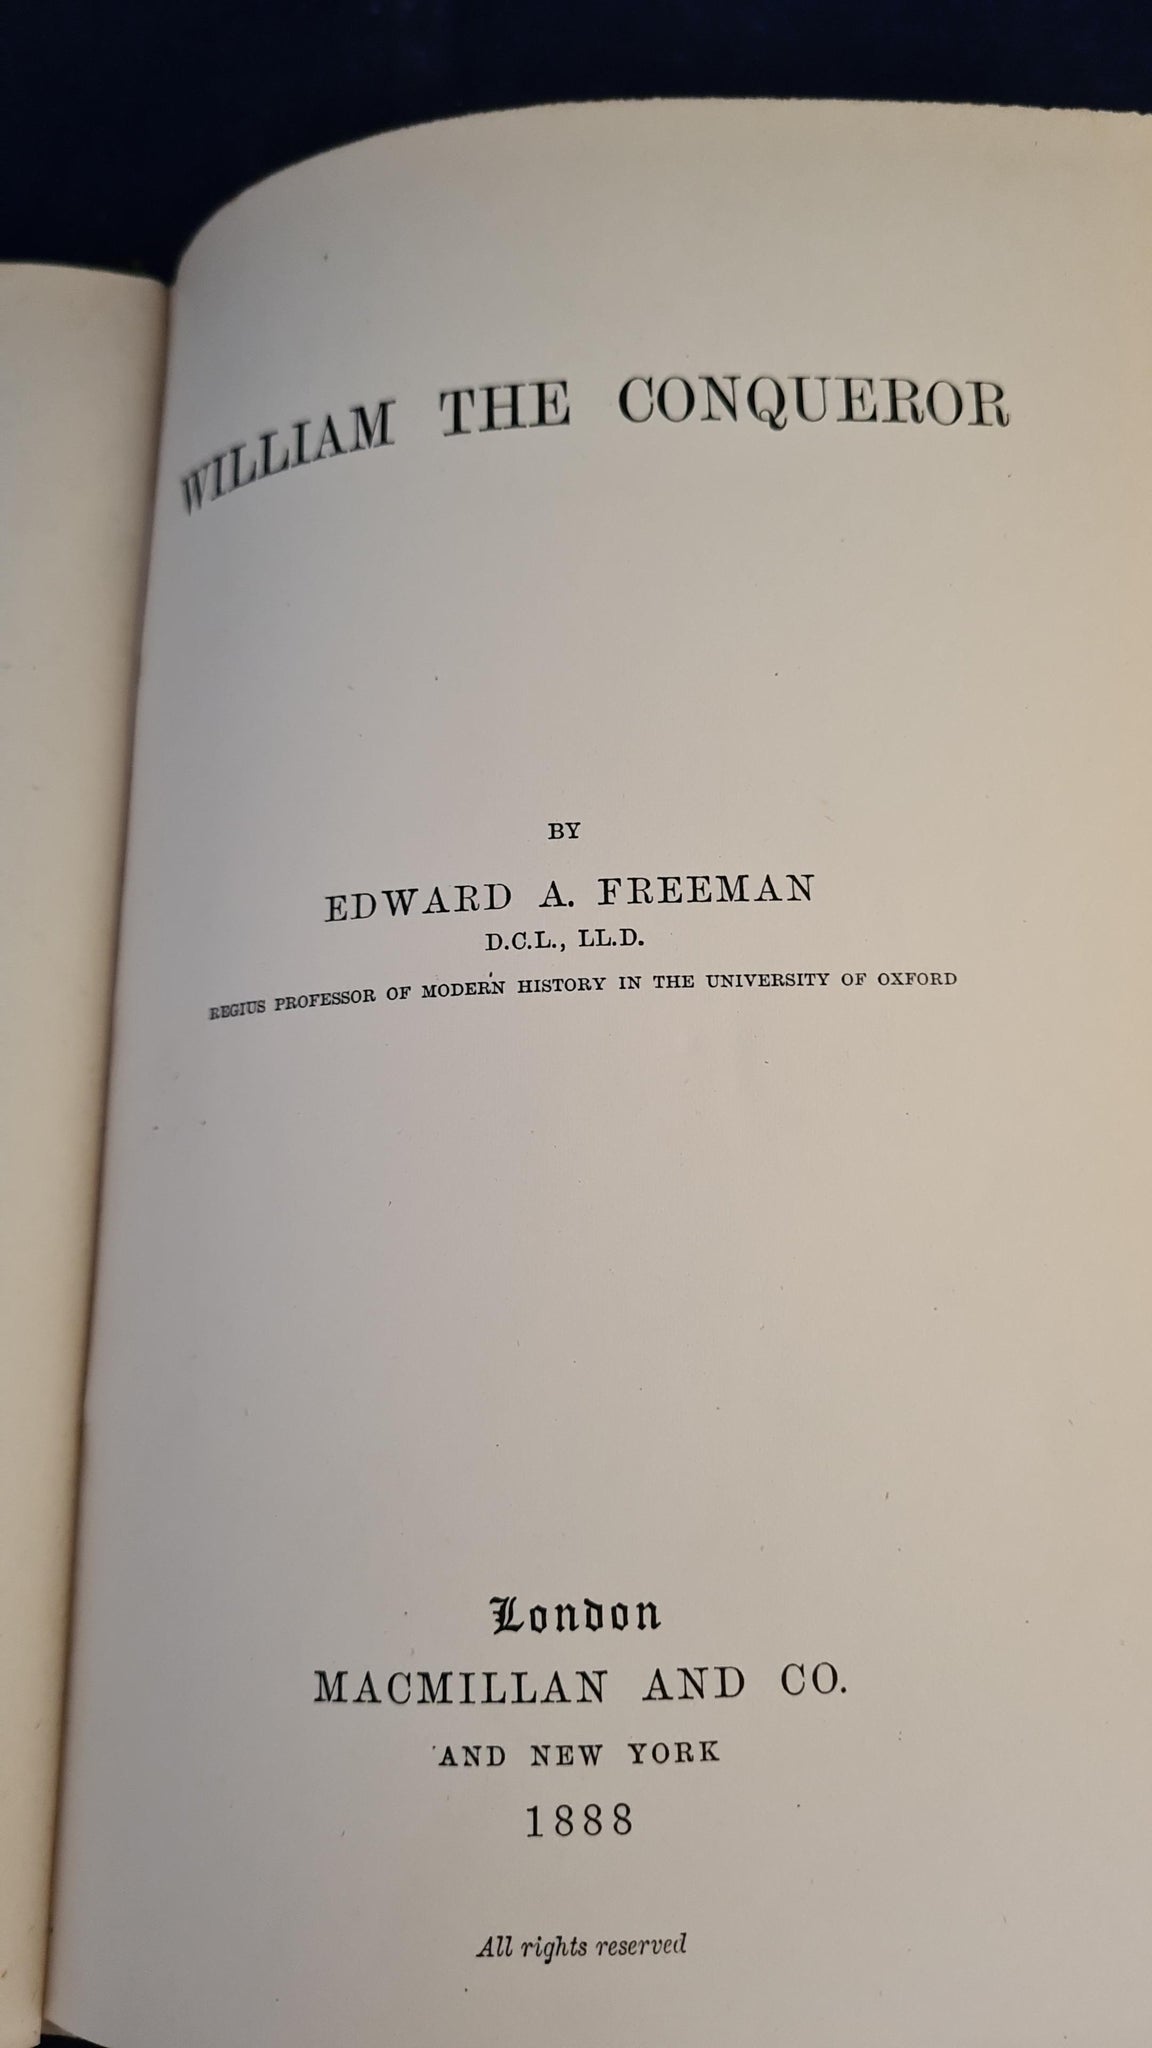 WILLIAM THE CONQUEROR
BY
EDWARD A. FREEMAN
D.C.L., LL.D.
REGIUS PROFESSOR OF MODERN HISTORY IN THE UNIVERSITY OF OXFORD
London
MACMILLAN AND CO.
AND NEW YORK
1888
All rights reserved